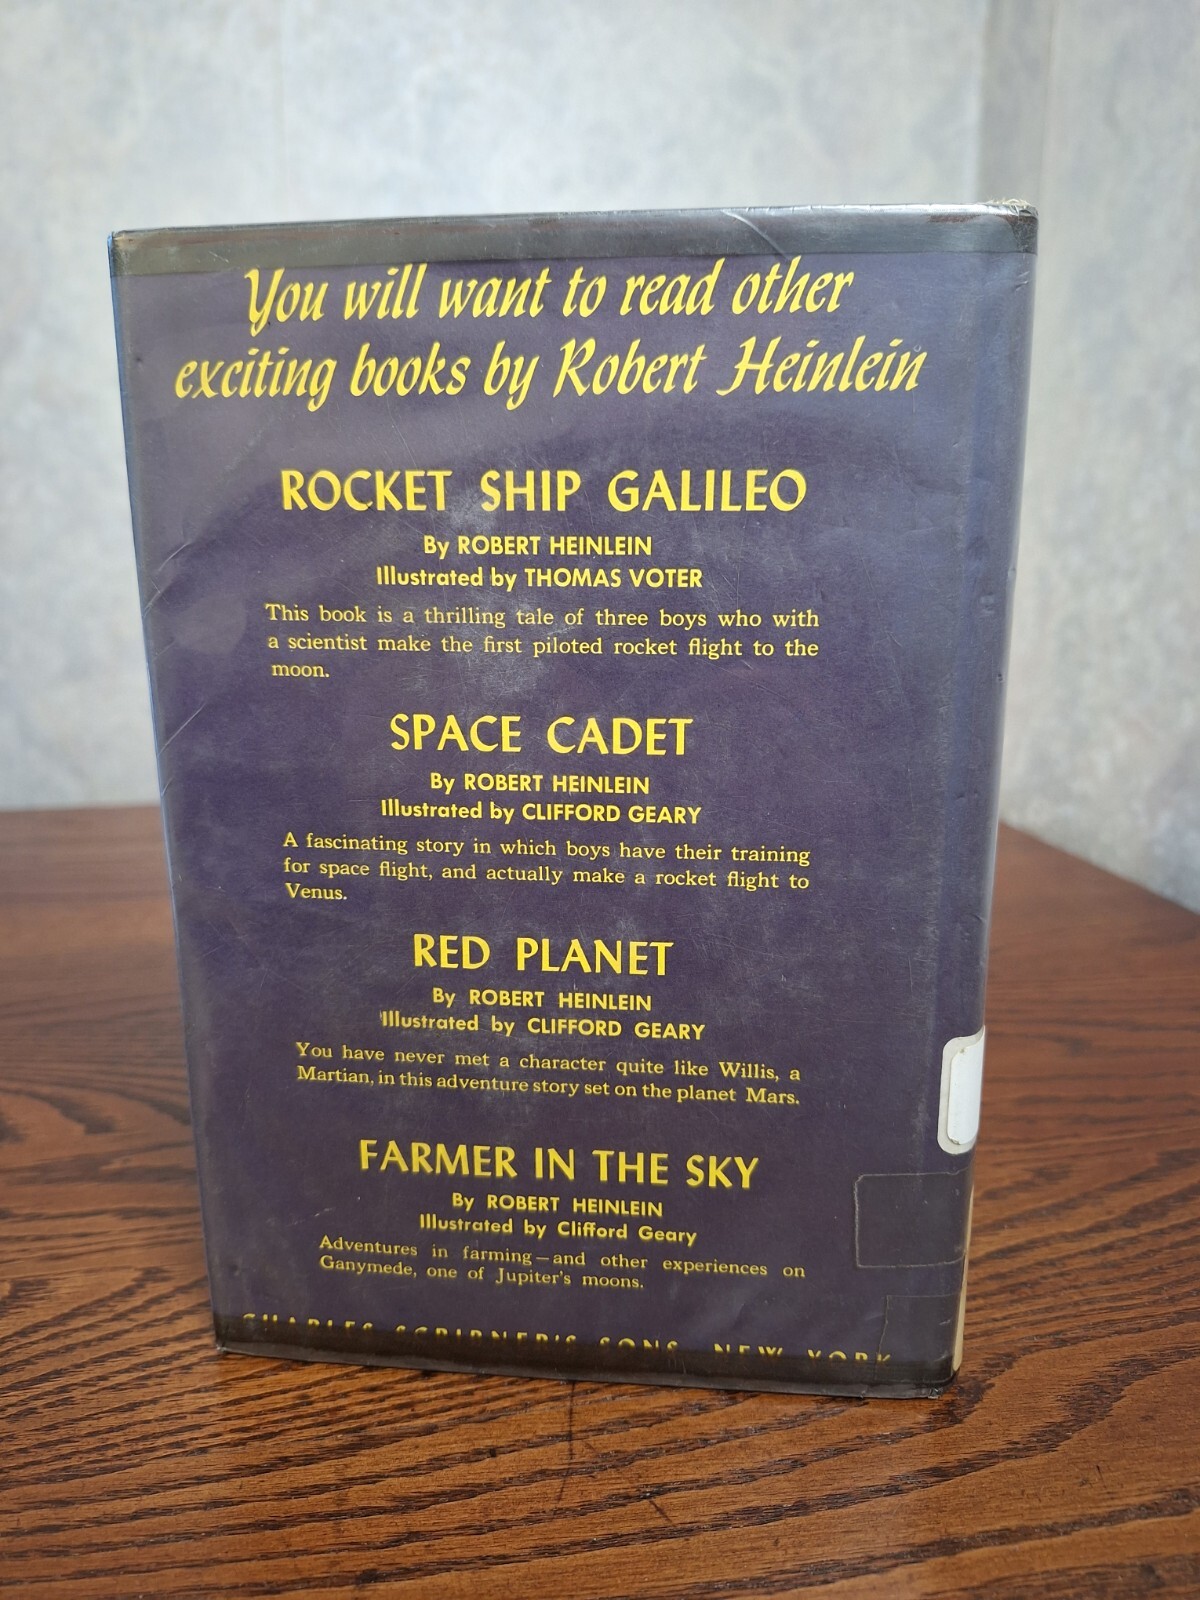 You will want to read other
exciting books by Robert Heinlein
ROCKET SHIP GALILEO
By ROBERT HEINLEIN
Illustrated by THOMAS VOTER
This book is a thrilling tale of three boys who with
a scientist make the first piloted rocket flight to the
moon.
SPACE CADET
By ROBERT HEINLEIN
Illustrated by CLIFFORD GEARY
A fascinating story in which boys have their training
for space flight, and actually make a rocket flight to
Venus.
RED PLANET
By ROBERT HEINLEIN
Illustrated by CLIFFORD GEARY
You have never met a character quite like Willis, a
Martian, in this adventure story set on the planet Mars.
FARMER IN THE SKY
By ROBERT HEINLEIN
Illustrated by Clifford Geary
Adventures in farming—and other experiences on
Ganymede, one of Jupiter's moons.
CHARLES SCRIBNER'S SONS, NEW YORK